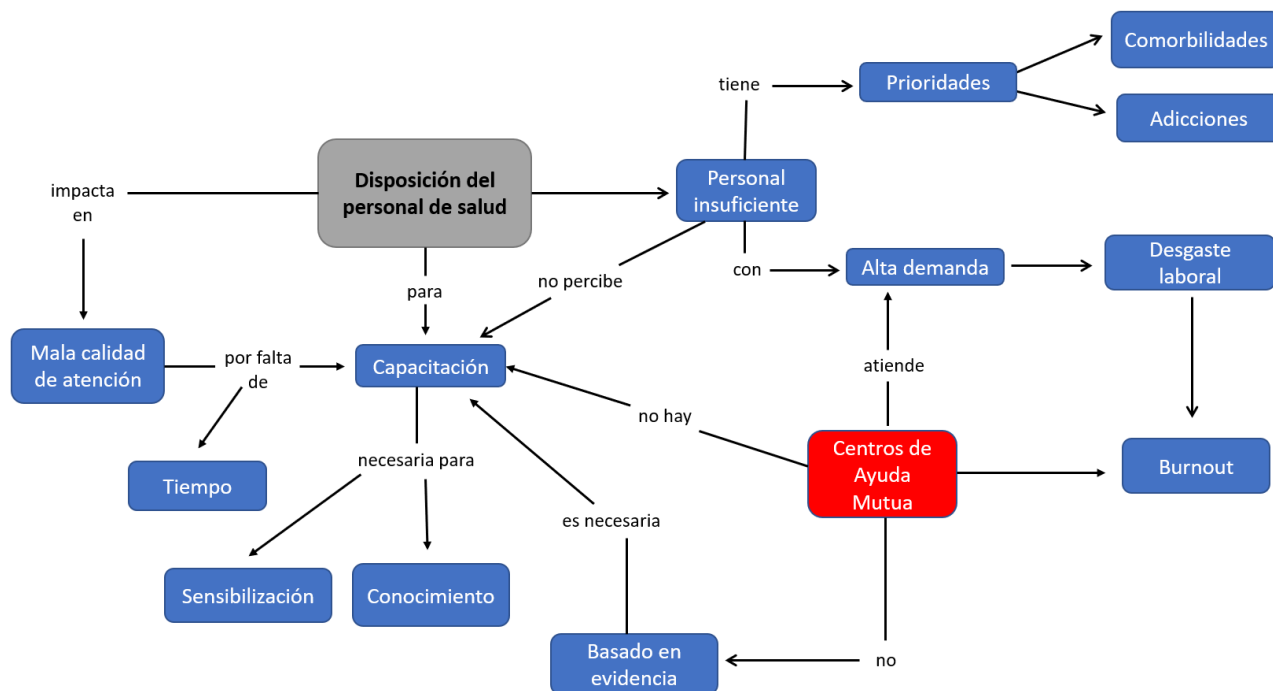 Comorbilidades
tiene
Prioridades
Adicciones
Disposición del
personal de salud
Personal
insuficiente
impacta
en
no percibe
con
Alta demanda
Desgaste
laboral
para
Mala calidad
de atención
por falta
de
Capacitación
atiende
no hay
Centros de
Ayuda
Mutua
Burnout
Tiempo
necesaria para
es necesaria
Sensibilización
Conocimiento
Basado en
evidencia
no